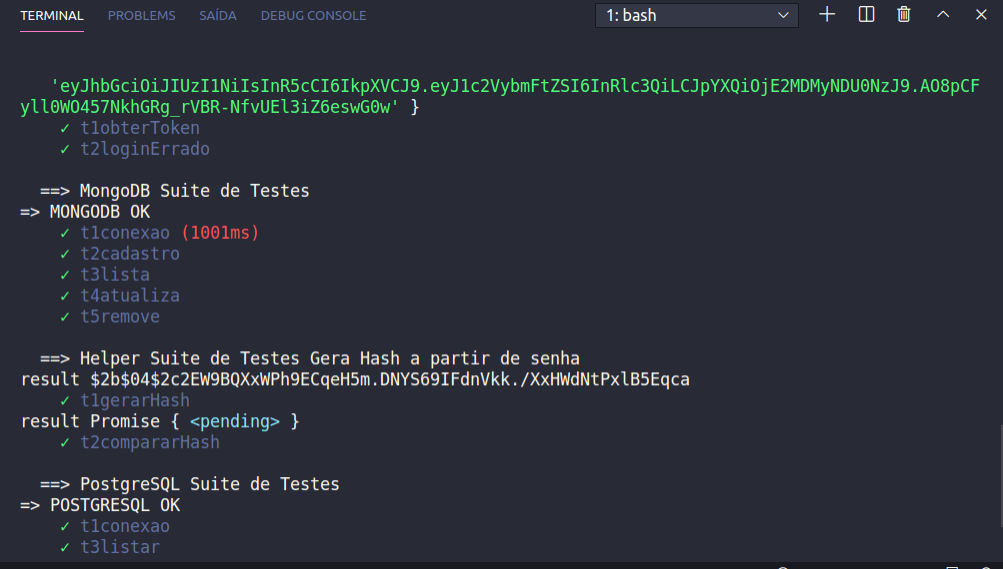 TERMINAL PROBLEMS SAÍDA DEBUG CONSOLE 1: bash
'eyJhbGciOiJIUzI1NiIsInR5cCI6IkpXVCJ9.eyJ1c2VybmFtZSI6InRlc3QiLCJpYXQiOjE2MDMyNDU0NzJ9.AO8pCF
yll0WO457NkhGRg_rVBR-NfvUEl3iZ6eswG0w' }
✓ t1obterToken
✓ t2loginErrado
==> MongoDB Suite de Testes
=> MONGODB OK
✓ t1conexao (1001ms)
✓ t2cadastro
✓ t3lista
✓ t4atualiza
✓ t5remove
==> Helper Suite de Testes Gera Hash a partir de senha
result $2b$04$2c2EW9BQXxWPh9ECqeH5m.DNYS69IFdnVkk./XxHWdNtPxlB5Eqca
✓ t1gerarHash
result Promise { <pending> }
✓ t2compararHash
==> PostgreSQL Suite de Testes
=> POSTGRESQL OK
✓ t1conexao
✓ t3listar